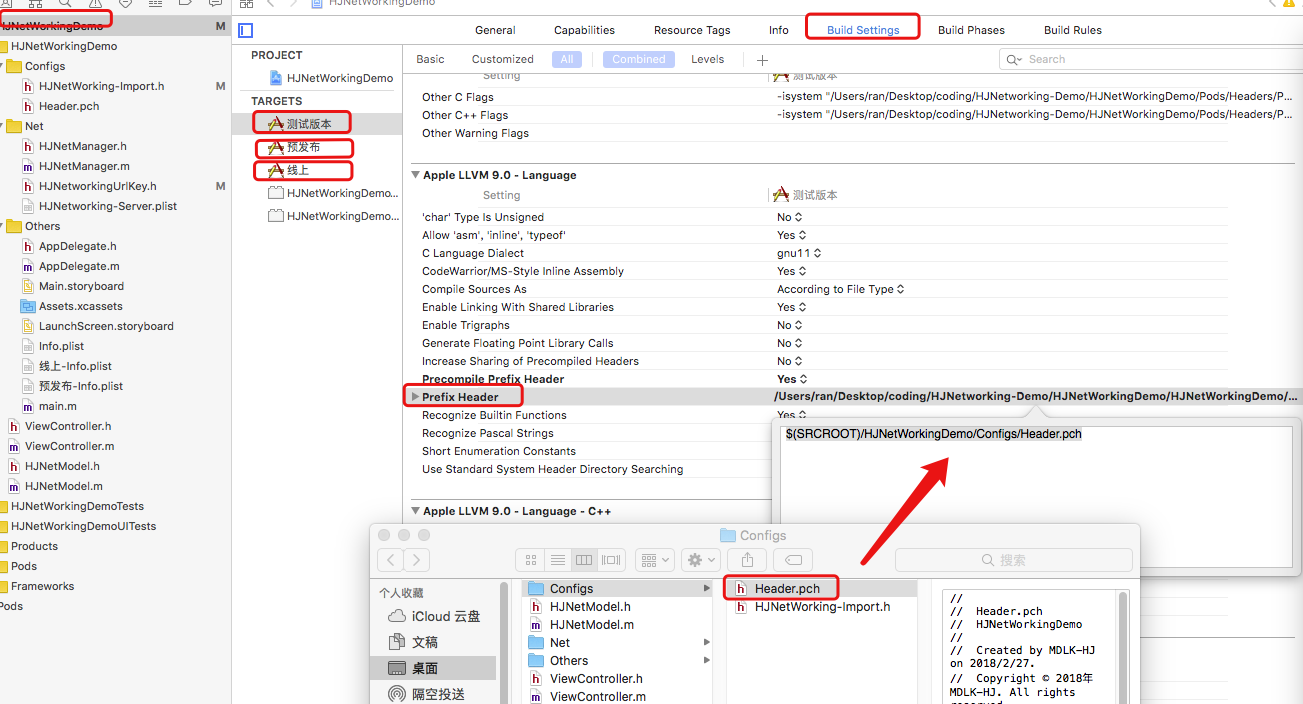 HJNetWorkingDemo
HJNetWorkingDemo M
HJNetWorkingDemo
Configs
HJNetWorking-Import.h M
Header.pch
Net
HJNetManager.h
HJNetManager.m
HJNetworkingUrlKey.h M
HJNetworking-Server.plist
Others
AppDelegate.h
AppDelegate.m
Main.storyboard
Assets.xcassets
LaunchScreen.storyboard
Info.plist
线上-Info.plist
预发布-Info.plist
main.m
ViewController.h
ViewController.m
HJNetModel.h
HJNetModel.m
HJNetWorkingDemoTests
HJNetWorkingDemoUITests
Products
Pods
Frameworks
Pods
General Capabilities Resource Tags Info Build Settings Build Phases Build Rules
PROJECT
HJNetWorkingDemo
TARGETS
测试版本
预发布
线上
HJNetWorkingDemo...
HJNetWorkingDemo...
Basic Customized All Combined Levels + Search
Setting 测试版本
Other C Flags -isystem "/Users/ran/Desktop/coding/HJNetworking-Demo/HJNetWorkingDemo/Pods/Headers/P...
Other C++ Flags -isystem "/Users/ran/Desktop/coding/HJNetworking-Demo/HJNetWorkingDemo/Pods/Headers/P...
Other Warning Flags
Apple LLVM 9.0 - Language
Setting 测试版本
'char' Type Is Unsigned No
Allow 'asm', 'inline', 'typeof' Yes
C Language Dialect gnu11
CodeWarrior/MS-Style Inline Assembly Yes
Compile Sources As According to File Type
Enable Linking With Shared Libraries Yes
Enable Trigraphs No
Generate Floating Point Library Calls No
Increase Sharing of Precompiled Headers No
Precompile Prefix Header Yes
Prefix Header /Users/ran/Desktop/coding/HJNetworking-Demo/HJNetWorkingDemo/HJNetWorkingDemo/...
Recognize Builtin Functions Yes
Recognize Pascal Strings
Short Enumeration Constants
Use Standard System Header Directory Searching
$(SRCROOT)/HJNetWorkingDemo/Configs/Header.pch
Apple LLVM 9.0 - Language - C++
Configs
搜索
个人收藏
iCloud 云盘
文稿
桌面
隔空投送
Configs
HJNetModel.h
HJNetModel.m
Net
Others
ViewController.h
ViewController.m
Header.pch
HJNetWorking-Import.h
//
// Header.pch
// HJNetWorkingDemo
//
// Created by MDLK-HJ
on 2018/2/27.
// Copyright © 2018年
MDLK-HJ. All rights
reserved.